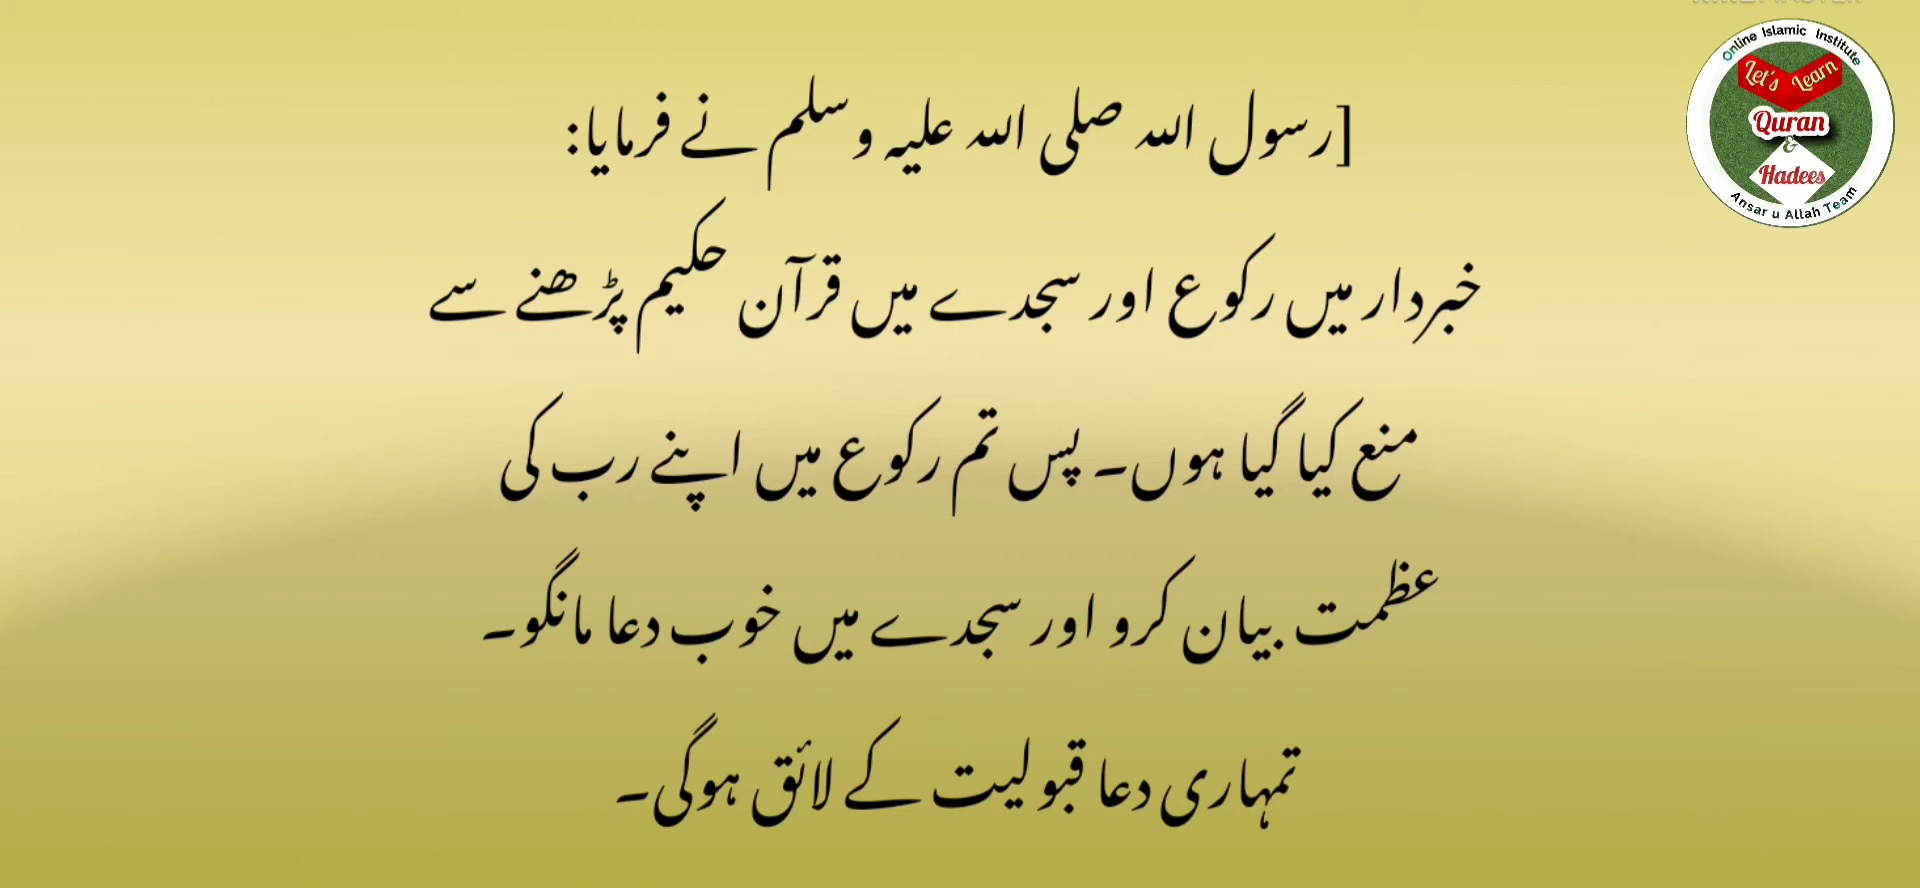 Online Islamic Institute
Let's Learn
Quran
&
Hadees
Ansar u Allah Team
[رسول اللہ صلی اللہ علیہ وسلم نے فرمایا:
خبردار میں رکوع اور سجدے میں قرآن حکیم پڑھنے سے
منع کیا گیا ہوں۔ پس تم رکوع میں اپنے رب کی
عظمت بیان کرو اور سجدے میں خوب دعا مانگو۔
تمہاری دعا قبولیت کے لائق ہوگی۔